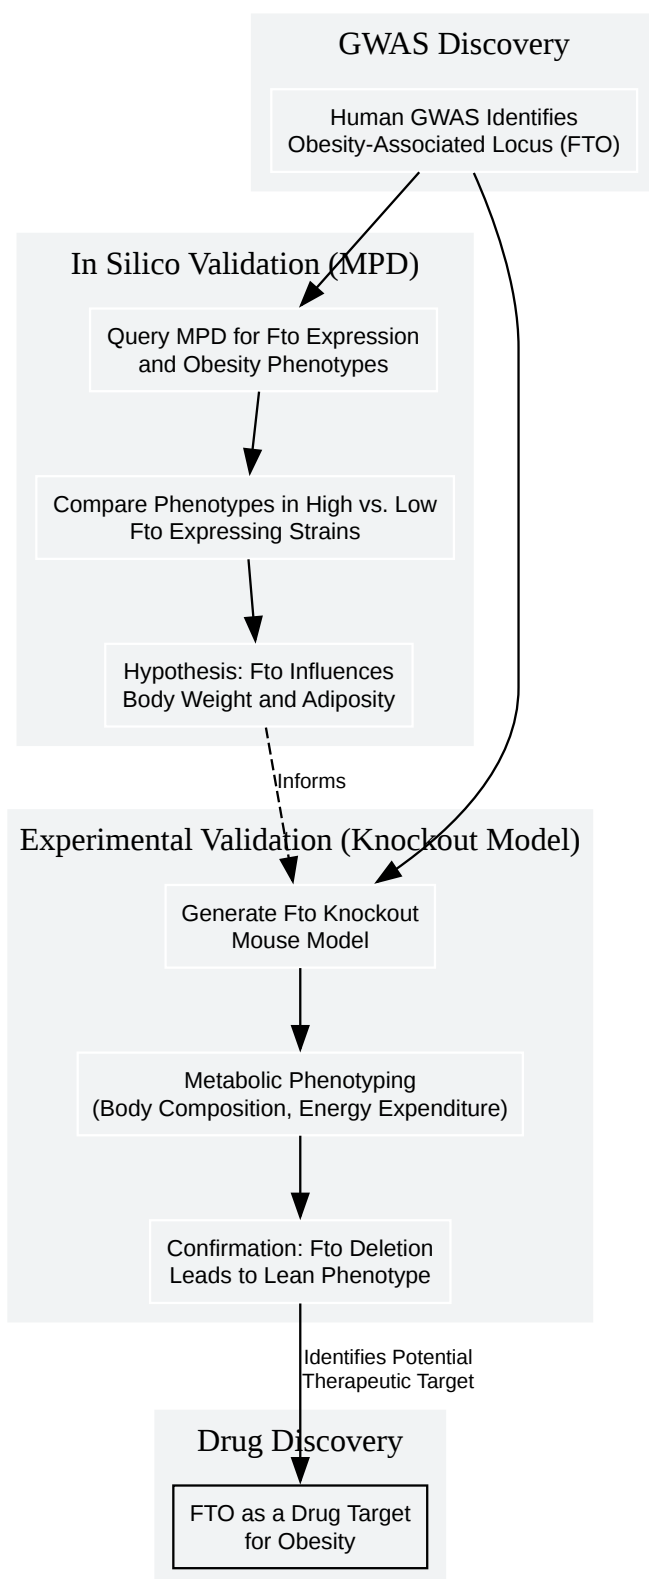 GWAS Discovery
Human GWAS Identifies
Obesity-Associated Locus (FTO)
In Silico Validation (MPD)
Query MPD for Fto Expression
and Obesity Phenotypes
Compare Phenotypes in High vs. Low
Fto Expressing Strains
Hypothesis: Fto Influences
Body Weight and Adiposity
Informs
Experimental Validation (Knockout Model)
Generate Fto Knockout
Mouse Model
Metabolic Phenotyping
(Body Composition, Energy Expenditure)
Confirmation: Fto Deletion
Leads to Lean Phenotype
Identifies Potential
Therapeutic Target
Drug Discovery
FTO as a Drug Target
for Obesity